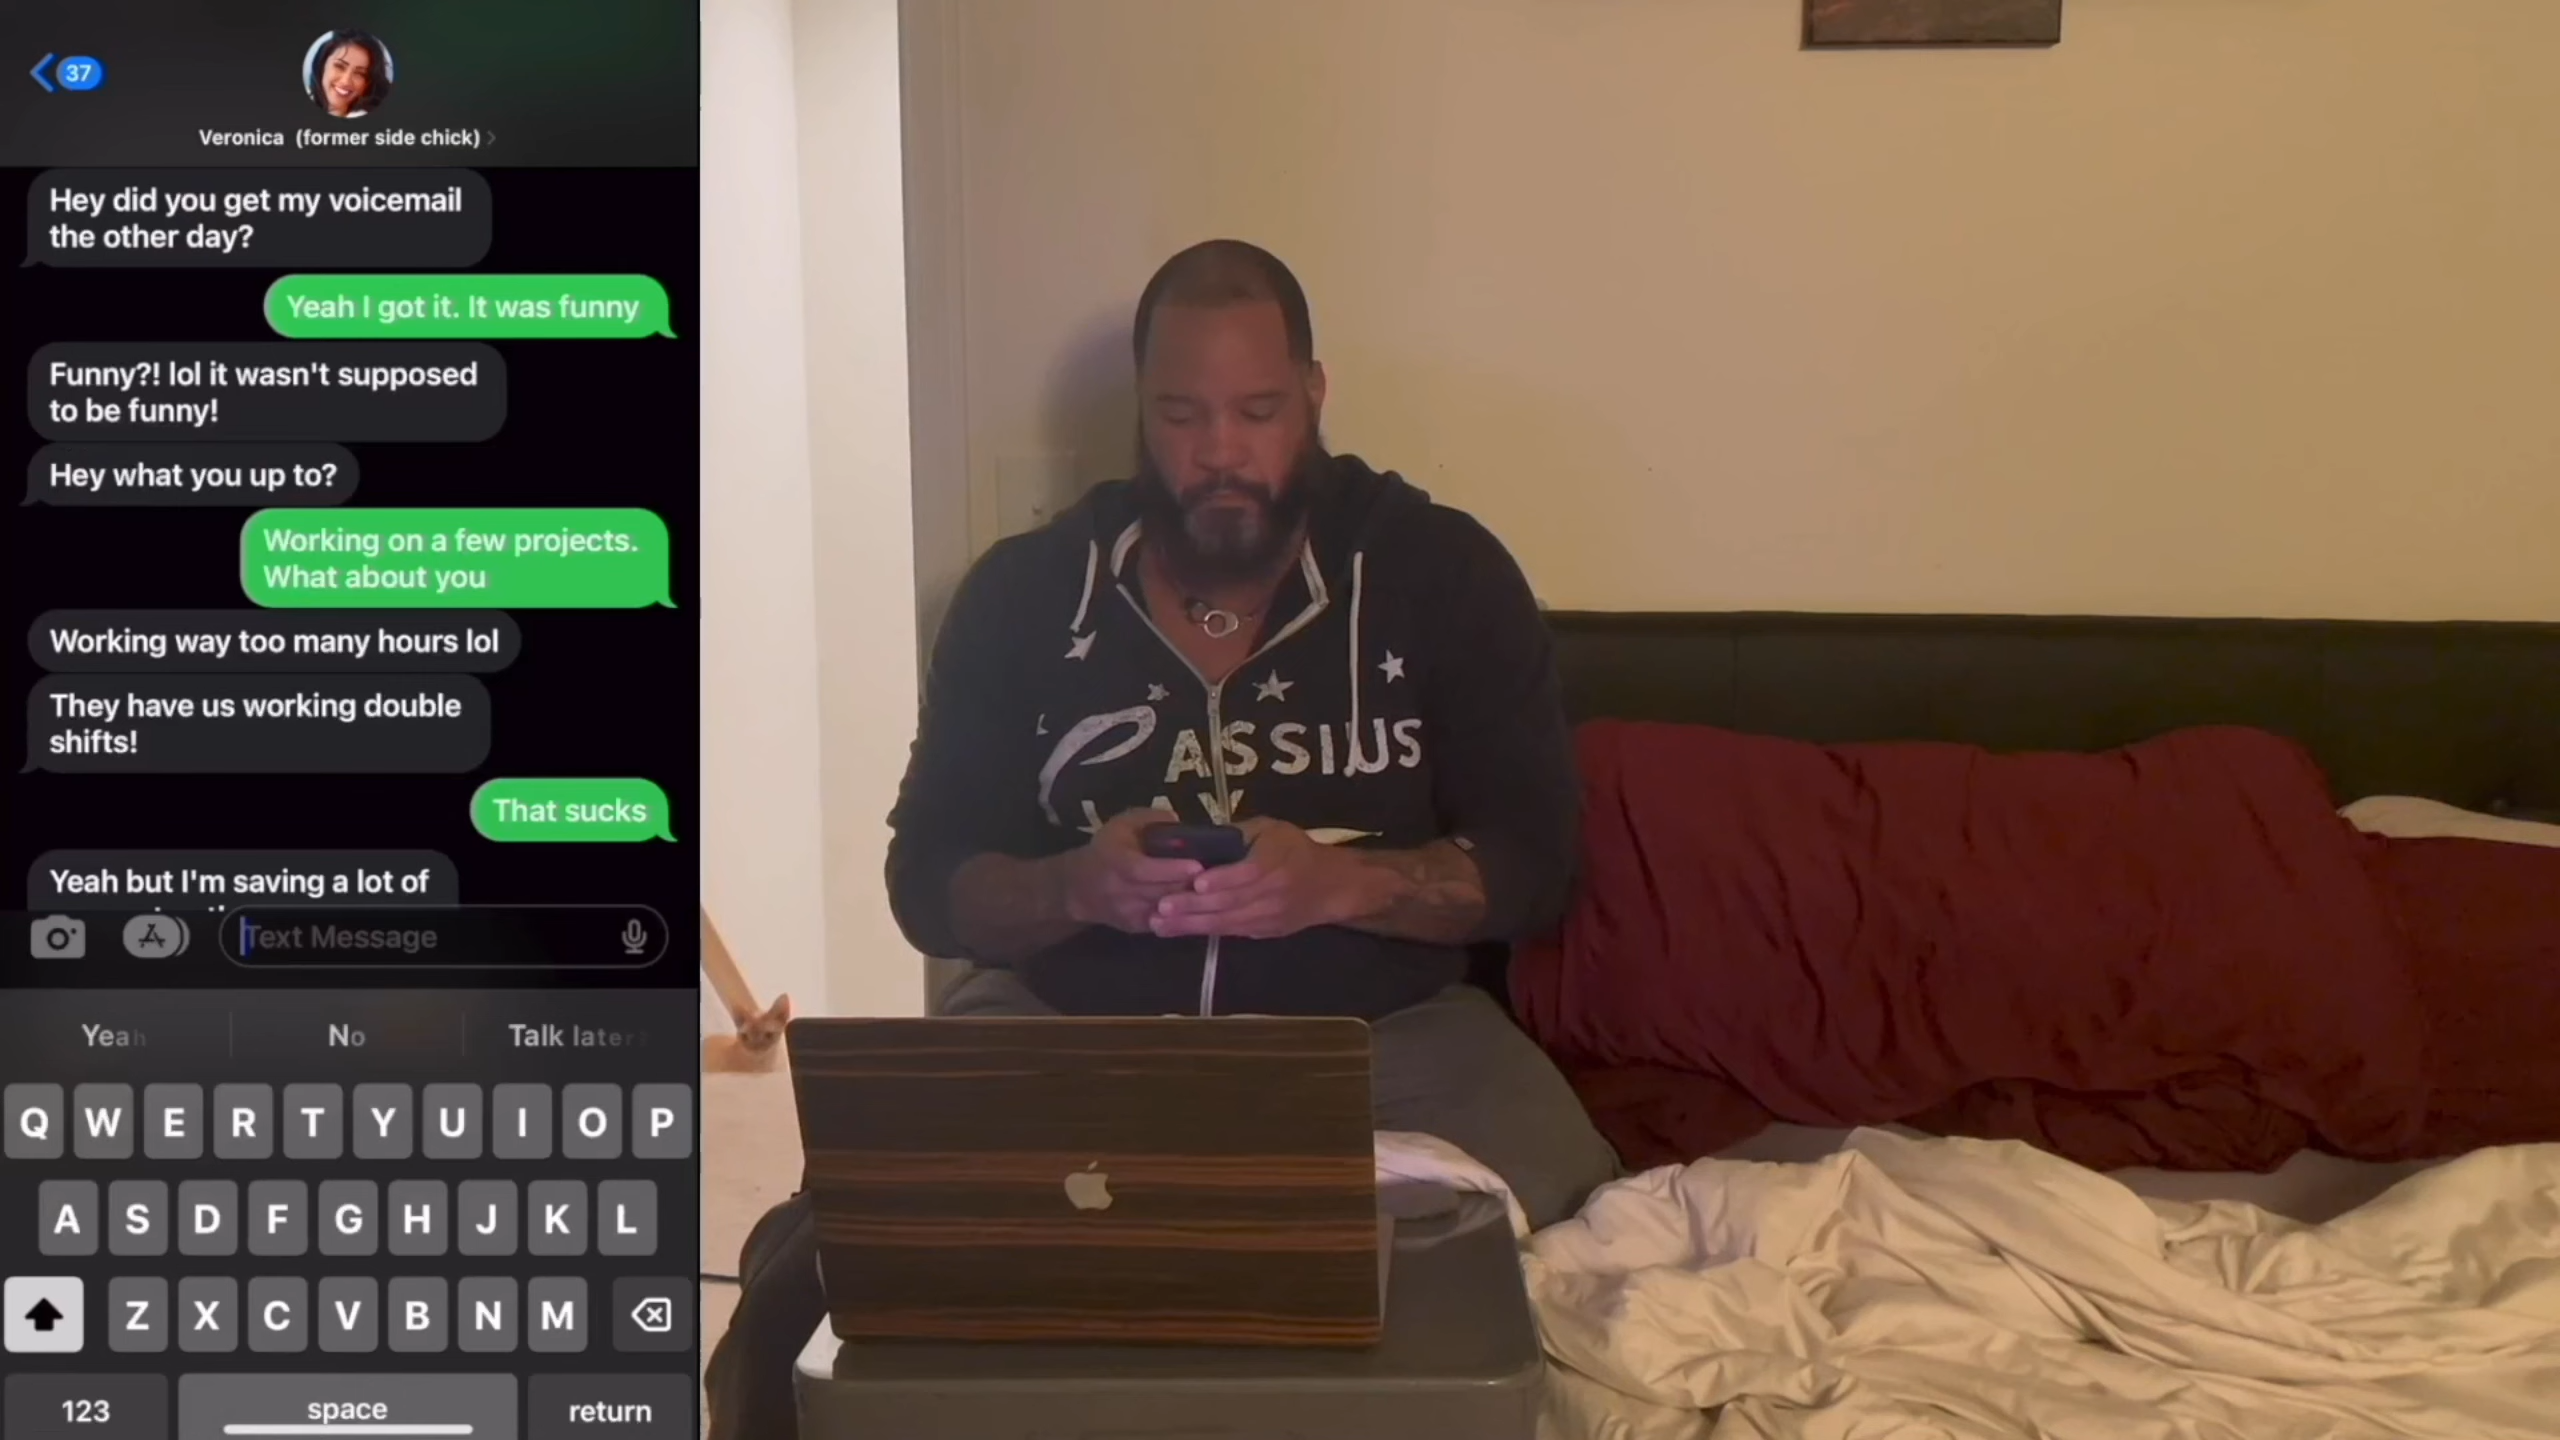 37
Veronica (former side chick)
Hey did you get my voicemail
the other day?
Yeah I got it. It was funny
Funny?! lol it wasn't supposed
to be funny!
Hey what you up to?
Working on a few projects.
What about you
Working way too many hours lol
They have us working double
shifts!
That sucks
Yeah but I'm saving a lot of
Text Message
Yeah No Talk later
Q W E R T Y U I O P
A S D F G H J K L
Z X C V B N M
123 space return
CASSIUS